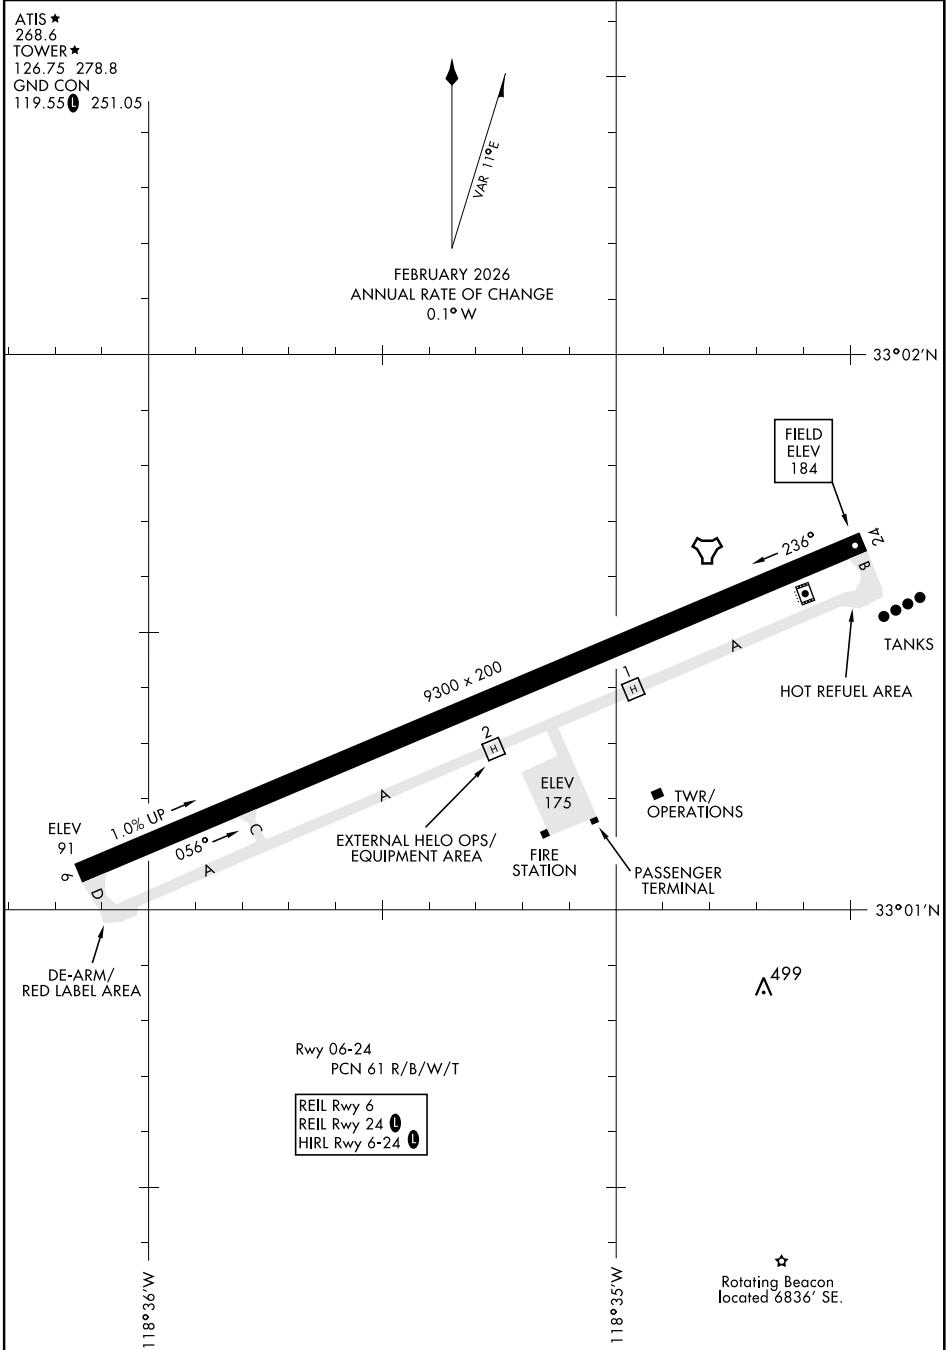 ATIS ★
268.6
TOWER ★
126.75 278.8
GND CON
119.55 L 251.05
VAR 11°E
FEBRUARY 2026
ANNUAL RATE OF CHANGE
0.1° W
33°02'N
FIELD
ELEV
184
24
236°
B
TANKS
A
HOT REFUEL AREA
9300 x 200
1
H
2
H
ELEV
175
A
TWR/
OPERATIONS
1.0% UP
056°
C
ELEV
91
EXTERNAL HELO OPS/
EQUIPMENT AREA
FIRE
STATION
PASSENGER
TERMINAL
A
6
D
33°01'N
DE-ARM/
RED LABEL AREA
499
Rwy 06-24
PCN 61 R/B/W/T
REIL Rwy 6
REIL Rwy 24 L
HIRL Rwy 6-24 L
118°36'W
118°35'W
Rotating Beacon
located 6836' SE.